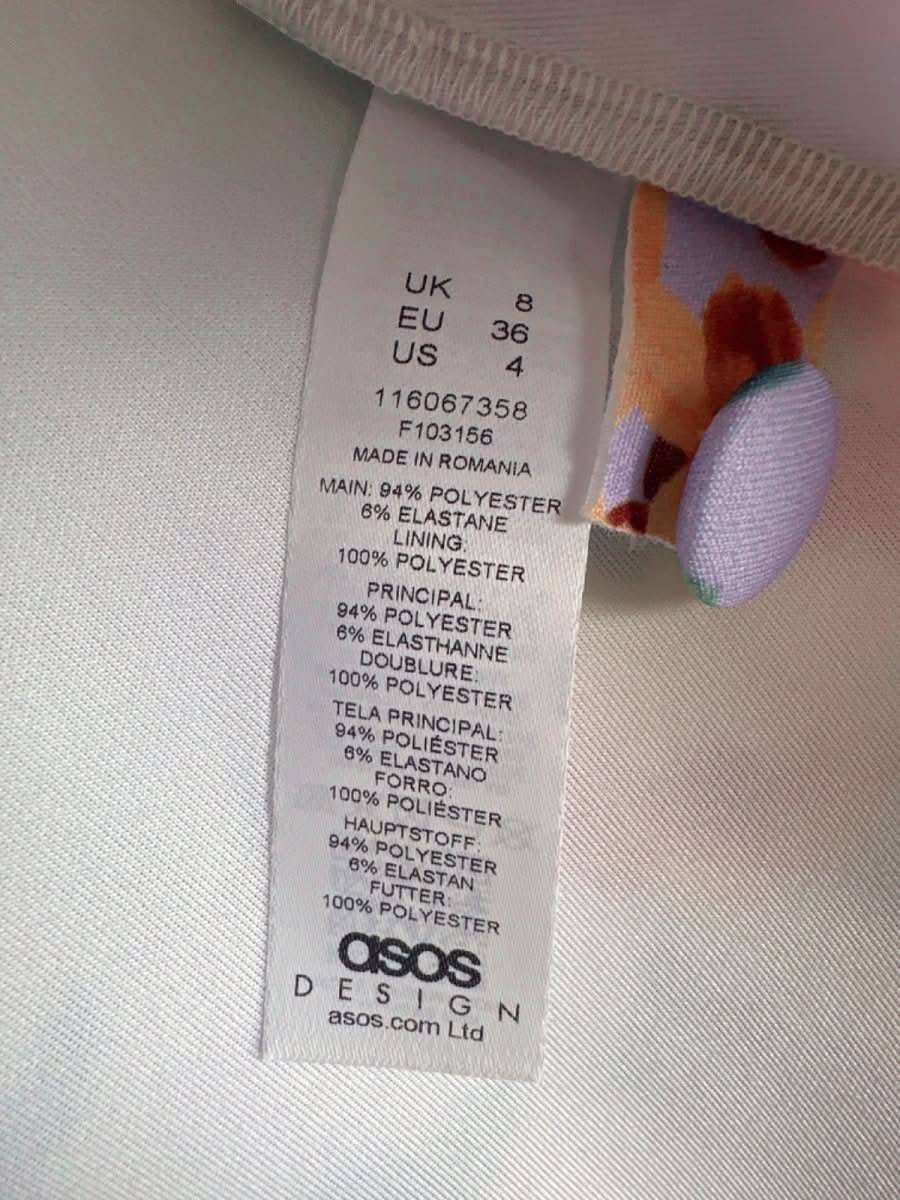 UK 8
EU 36
US 4
116067358
F103156
MADE IN ROMANIA
MAIN: 94% POLYESTER
6% ELASTANE
LINING:
100% POLYESTER
PRINCIPAL:
94% POLYESTER
6% ELASTHANNE
DOUBLURE:
100% POLYESTER
TELA PRINCIPAL:
94% POLIÉSTER
6% ELASTANO
FORRO:
100% POLIÉSTER
HAUPTSTOFF:
94% POLYESTER
6% ELASTAN
FUTTER:
100% POLYESTER
asos
DESIGN
asos.com Ltd